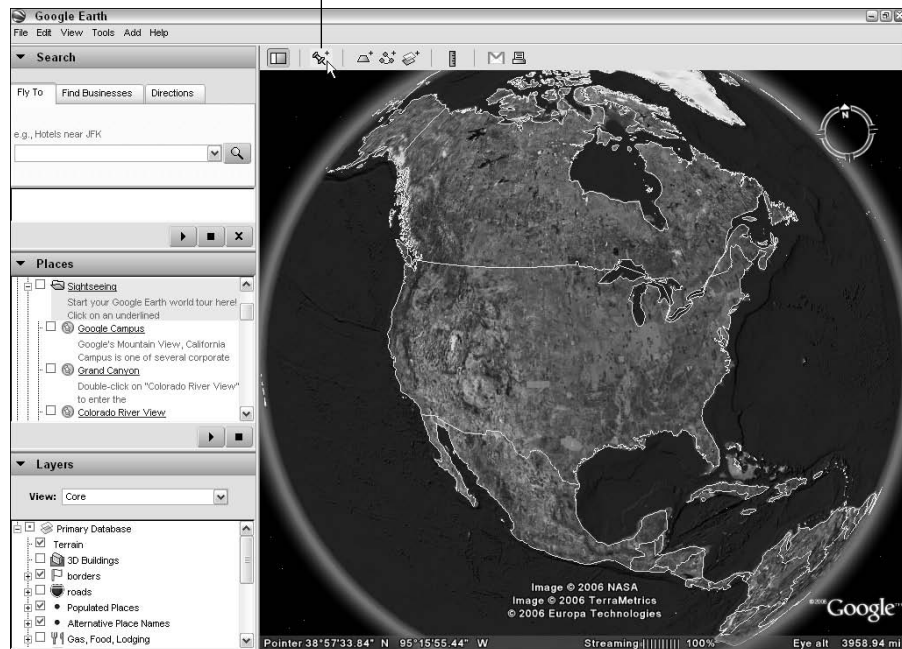 Google Earth
File Edit View Tools Add Help
Search
Fly To
Find Businesses
Directions
e.g., Hotels near JFK
Places
Sightseeing
Start your Google Earth world tour here!
Click on an underlined
Google Campus
Google's Mountain View, California
Campus is one of several corporate
Grand Canyon
Double-click on "Colorado River View"
to enter the
Colorado River View
Layers
View: Core
Primary Database
Terrain
3D Buildings
borders
roads
Populated Places
Alternative Place Names
Gas, Food, Lodging
N
Image © 2006 NASA
Image © 2006 TerraMetrics
© 2006 Europa Technologies
© 2006 Google
Pointer 38°57'33.84" N 95°15'55.44" W Streaming |||||||||| 100% Eye alt 3958.94 mi